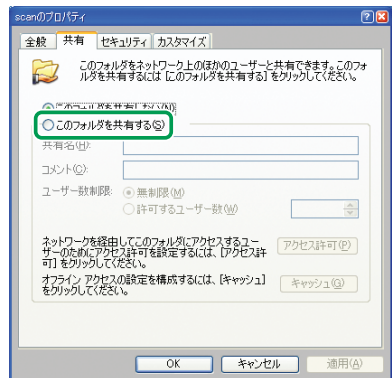 scanのプロパティ
全般 共有 セキュリティ カスタマイズ
このフォルダをネットワーク上のほかのユーザーと共有できます。このフォ
ルダを共有するには [このフォルダを共有する] をクリックしてください。
このフォルダを共有しない(N)
このフォルダを共有する(S)
共有名(H):
コメント(C):
ユーザー数制限: 無制限(M)
許可するユーザー数(W)
ネットワークを経由してこのフォルダにアクセスするユー
ザーのためにアクセス許可を設定するには、[アクセス許
可] をクリックしてください。
アクセス許可(P)
オフライン アクセスの設定を構成するには、[キャッシュ]
をクリックしてください。
キャッシュ(G)
OK キャンセル 適用(A)